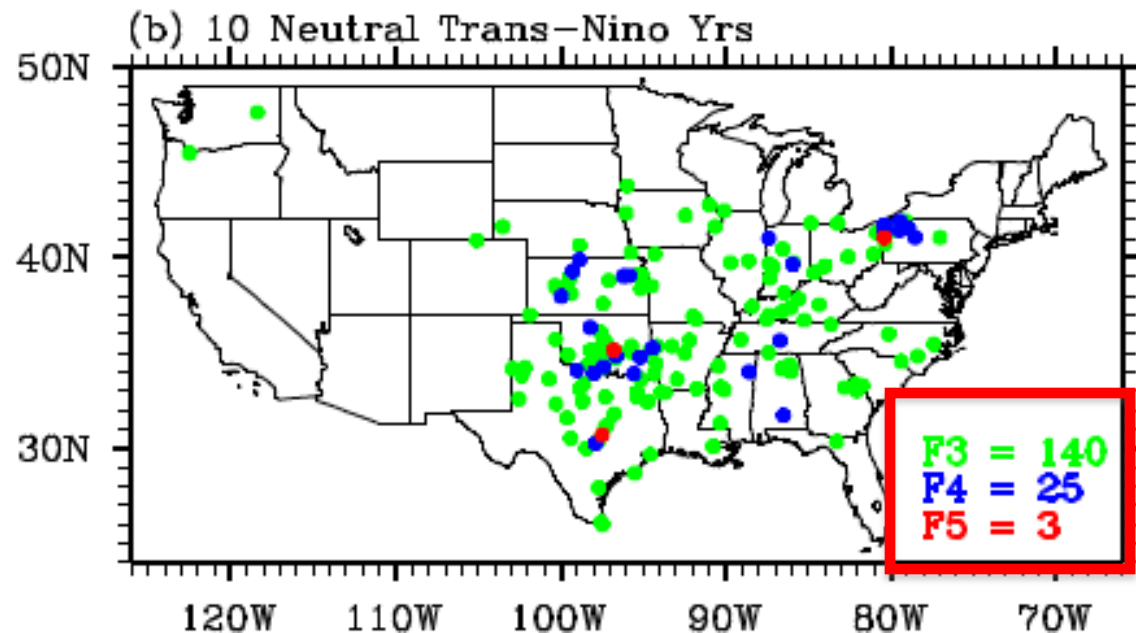 (b) 10 Neutral Trans-Nino Yrs
50N
40N
30N
F3 = 140
F4 = 25
F5 = 3
120W 110W 100W 90W 80W 70W